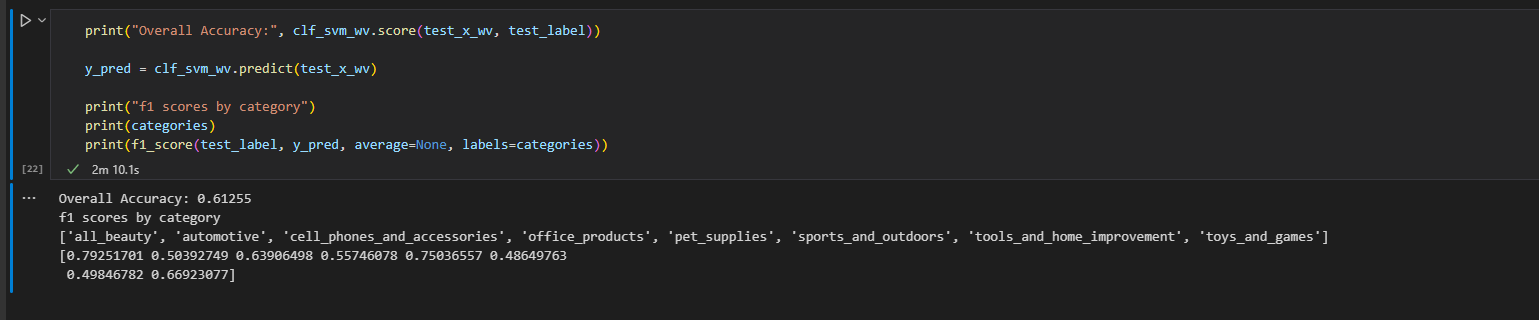 print("Overall Accuracy:", clf_svm_wv.score(test_x_wv, test_label))
y_pred = clf_svm_wv.predict(test_x_wv)
print("f1 scores by category")
print(categories)
print(f1_score(test_label, y_pred, average=None, labels=categories))
[22] 2m 10.1s
... Overall Accuracy: 0.61255
f1 scores by category
['all_beauty', 'automotive', 'cell_phones_and_accessories', 'office_products', 'pet_supplies', 'sports_and_outdoors', 'tools_and_home_improvement', 'toys_and_games']
[0.79251701 0.50392749 0.63906498 0.55746078 0.75036557 0.48649763
0.49846782 0.66923077]